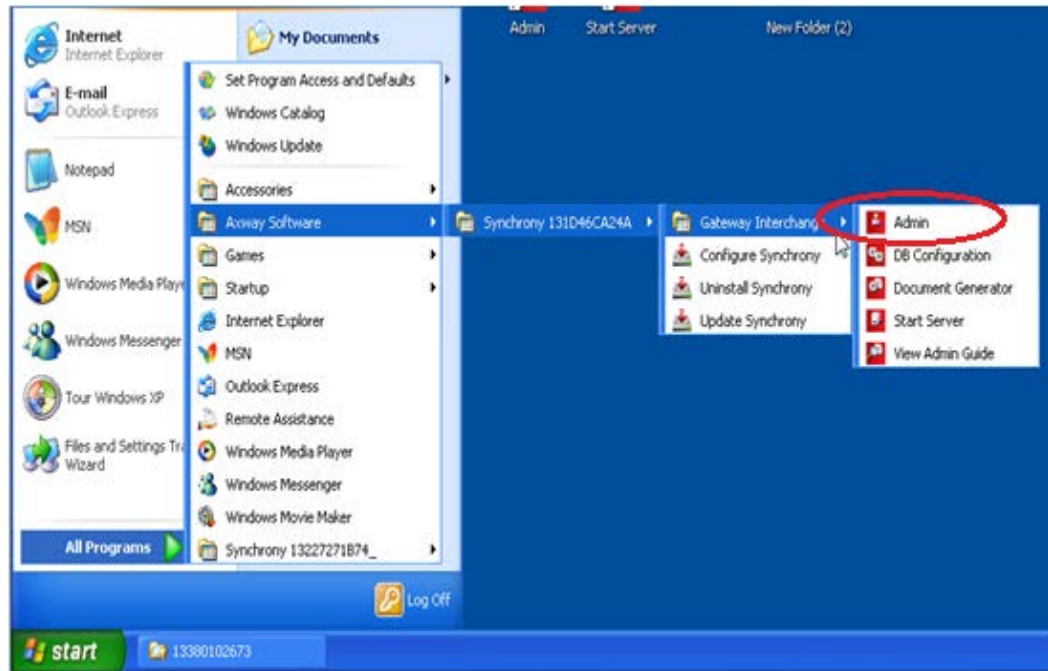 Internet
Internet Explorer
E-mail
Outlook Express
Notepad
MSN
Windows Media Playe
Windows Messenger
Tour Windows XP
Files and Settings Tra
Wizard
All Programs
My Documents
Set Program Access and Defaults
Windows Catalog
Windows Update
Accessories
Axway Software
Games
Startup
Internet Explorer
MSN
Outlook Express
Remote Assistance
Windows Media Player
Windows Messenger
Windows Movie Maker
Synchrony 13227271B74_
Synchrony 131D46CA24A
Gateway Interchang
Configure Synchrony
Uninstall Synchrony
Update Synchrony
Admin
DB Configuration
Document Generator
Start Server
View Admin Guide
Admin
Start Server
New Folder (2)
Log Off
start
13380102673